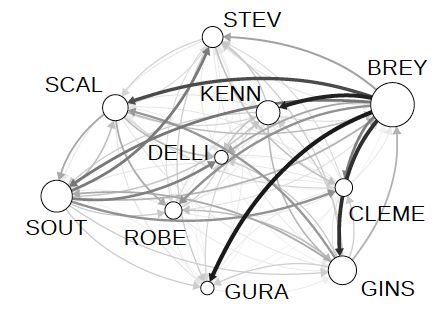 STEV
BREY
SCAL
KENN
DELLI
CLEME
SOUT
ROBE
GURA
GINS